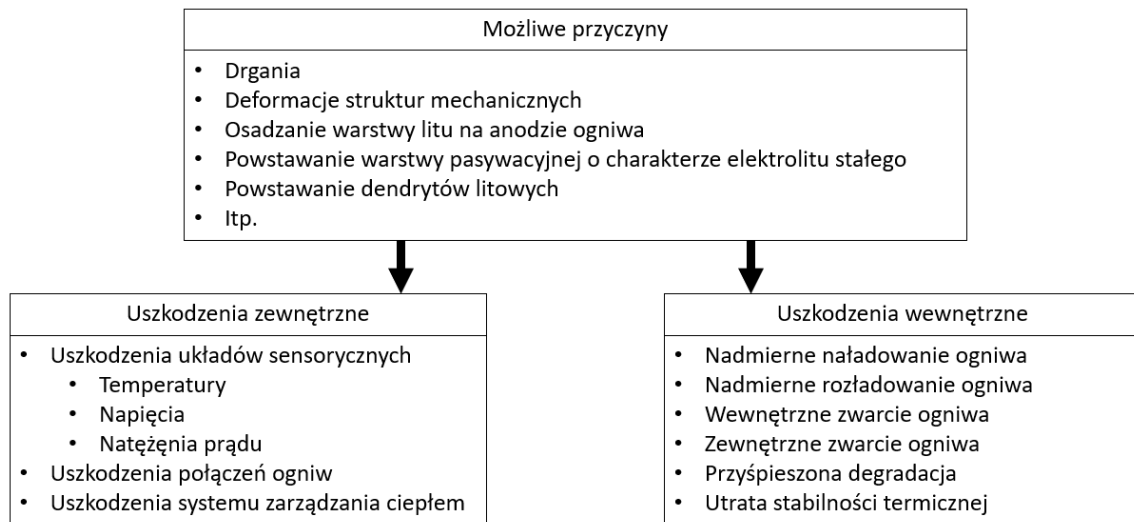 Możliwe przyczyny
• Drgania
• Deformacje struktur mechanicznych
• Osadzanie warstwy litu na anodzie ogniwa
• Powstawanie warstwy pasywacyjnej o charakterze elektrolitu stałego
• Powstawanie dendrytów litowych
• Itp.
Uszkodzenia zewnętrzne
• Uszkodzenia układów sensorycznych
• Temperatury
• Napięcia
• Natężenia prądu
• Uszkodzenia połączeń ogniw
• Uszkodzenia systemu zarządzania ciepłem
Uszkodzenia wewnętrzne
• Nadmierne naładowanie ogniwa
• Nadmierne rozładowanie ogniwa
• Wewnętrzne zwarcie ogniwa
• Zewnętrzne zwarcie ogniwa
• Przyśpieszona degradacja
• Utrata stabilności termicznej